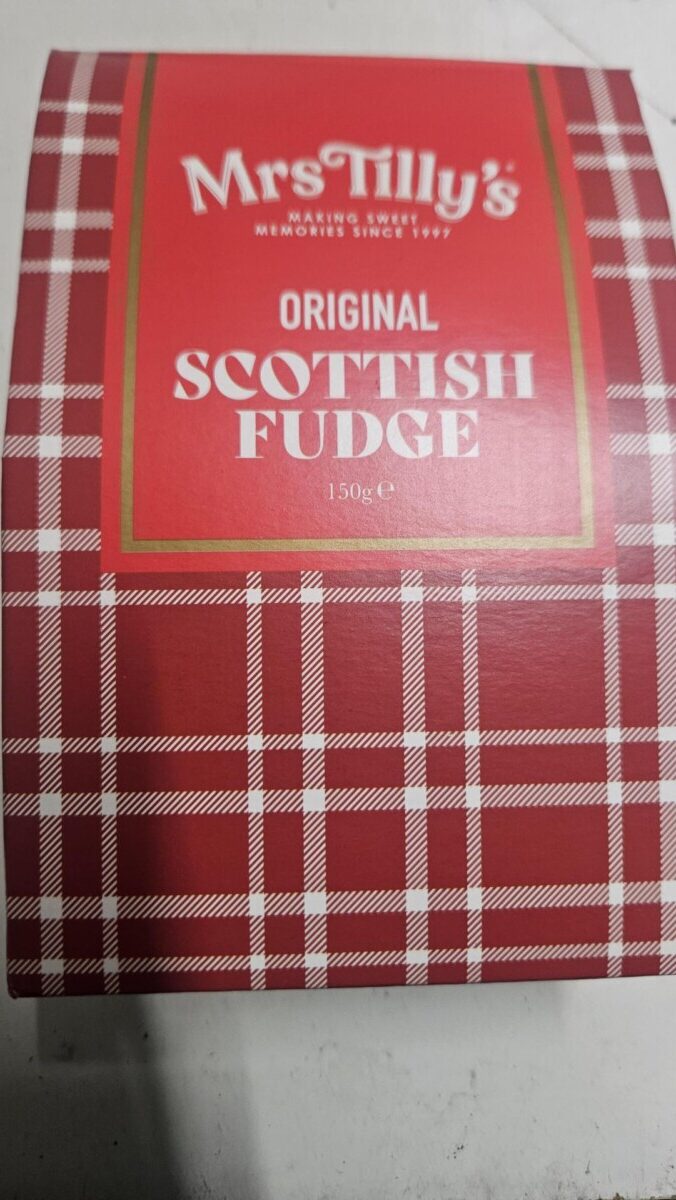 Mrs Tilly's
MAKING SWEET
MEMORIES SINCE 1997
ORIGINAL
SCOTTISH
FUDGE
150g ℮